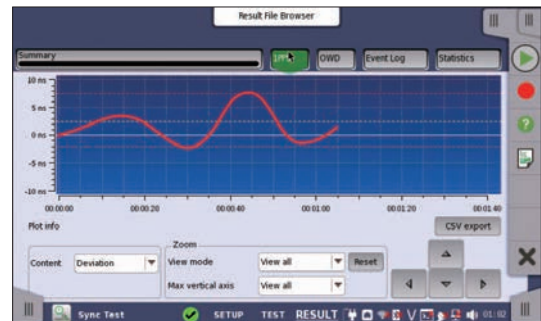 Result File Browser
Summary
1PPS
OWD
Event Log
Statistics
10 ns
5 ns
0 ns
-5 ns
-10 ns
00:00:00
00:00:20
00:00:40
00:01:00
00:01:20
00:01:40
Plot info
CSV export
Zoom
Content
Deviation
View mode
View all
Reset
Max vertical axis
View all
Sync Test
SETUP
TEST
RESULT
01:02